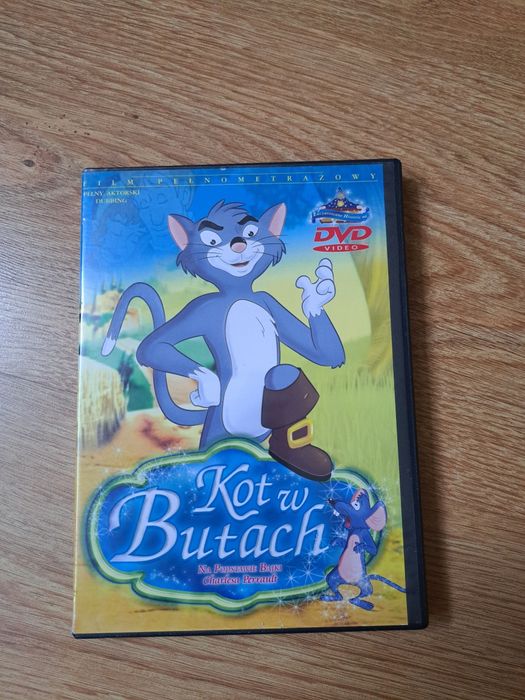 FILM PEŁNOMETRAŻOWY
PEŁNY AKTORSKI
DUBBING
DVD
VIDEO
Kot w
Butach
Na Podstawie Bajki
Charlesa Perrault